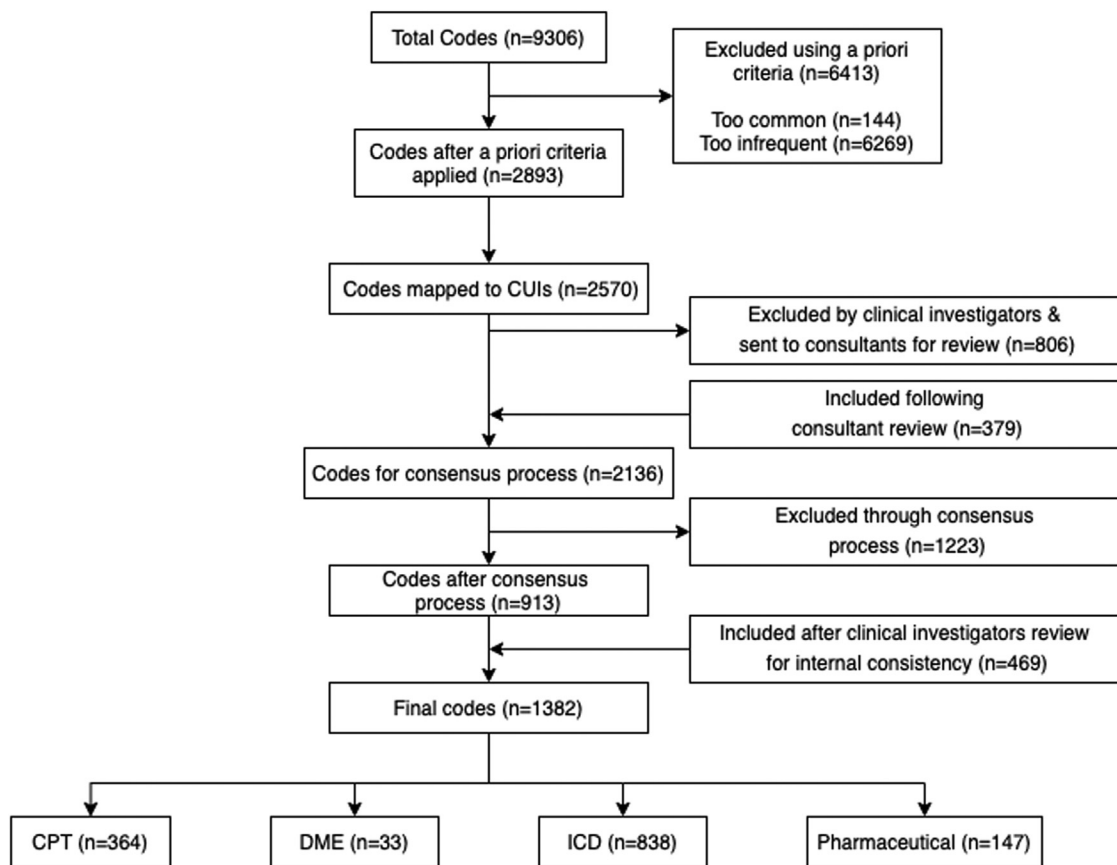 Total Codes (n=9306)
Excluded using a priori
criteria (n=6413)
Too common (n=144)
Too infrequent (n=6269)
Codes after a priori criteria
applied (n=2893)
Codes mapped to CUIs (n=2570)
Excluded by clinical investigators &
sent to consultants for review (n=806)
Included following
consultant review (n=379)
Codes for consensus process (n=2136)
Excluded through consensus
process (n=1223)
Codes after consensus
process (n=913)
Included after clinical investigators review
for internal consistency (n=469)
Final codes (n=1382)
CPT (n=364)
DME (n=33)
ICD (n=838)
Pharmaceutical (n=147)